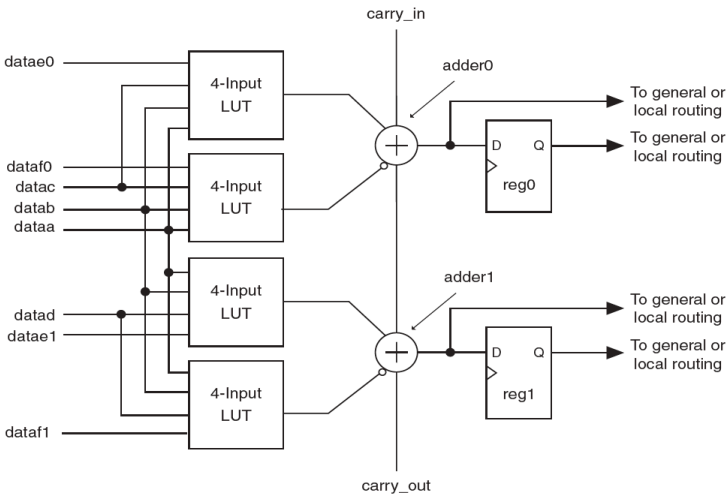 carry_in
datae0
4-Input
LUT
adder0
To general or
local routing
To general or
local routing
D Q
reg0
dataf0
datac
datab
dataa
4-Input
LUT
4-Input
LUT
adder1
To general or
local routing
To general or
local routing
D Q
reg1
datad
datae1
4-Input
LUT
dataf1
carry_out